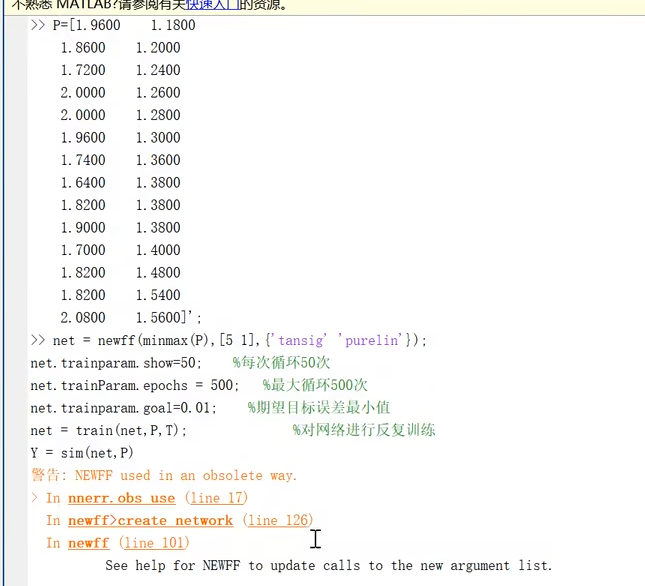 不熟悉 MATLAB?请参阅有关快速入门的资源。
>> P=[1.9600 1.1800
1.8600 1.2000
1.7200 1.2400
2.0000 1.2600
2.0000 1.2800
1.9600 1.3000
1.7400 1.3600
1.6400 1.3800
1.8200 1.3800
1.9000 1.3800
1.7000 1.4000
1.8200 1.4800
1.8200 1.5400
2.0800 1.5600]';
>> net = newff(minmax(P),[5 1],{'tansig' 'purelin'});
net.trainparam.show=50; %每次循环50次
net.trainParam.epochs = 500; %最大循环500次
net.trainparam.goal=0.01; %期望目标误差最小值
net = train(net,P,T); %对网络进行反复训练
Y = sim(net,P)
警告: NEWFF used in an obsolete way.
> In nnerr.obs_use (line 17)
In newff>create_network (line 126)
In newff (line 101)
See help for NEWFF to update calls to the new argument list.